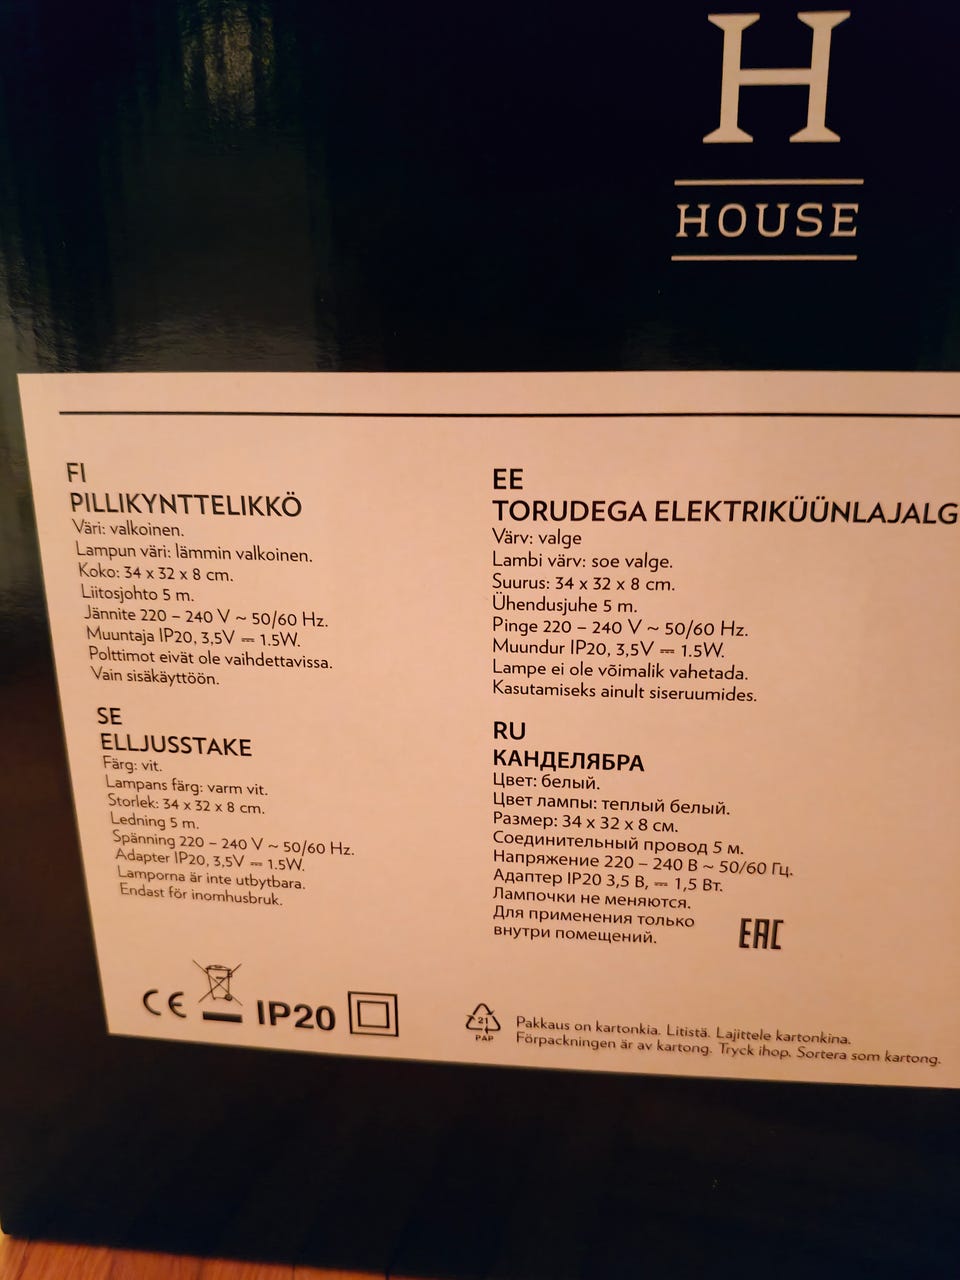 H
HOUSE
FI
PILLIKYNTTELIKKÖ
Väri: valkoinen.
Lampun väri: lämmin valkoinen.
Koko: 34 x 32 x 8 cm.
Liitosjohto 5 m.
Jännite 220 – 240 V ~ 50/60 Hz.
Muuntaja IP20, 3,5V ⎓ 1.5W.
Polttimot eivät ole vaihdettavissa.
Vain sisäkäyttöön.
SE
ELLJUSSTAKE
Färg: vit.
Lampans färg: varm vit.
Storlek: 34 x 32 x 8 cm.
Ledning 5 m.
Spänning 220 – 240 V ~ 50/60 Hz.
Adapter IP20, 3,5V ⎓ 1.5W.
Lamporna är inte utbytbara.
Endast för inomhusbruk.
EE
TORUDEGA ELEKTRIKÜÜNLAJALG
Värv: valge
Lambi värv: soe valge.
Suurus: 34 x 32 x 8 cm.
Ühendusjuhe 5 m.
Pinge 220 – 240 V ~ 50/60 Hz.
Muundur IP20, 3,5V ⎓ 1.5W.
Lampe ei ole võimalik vahetada.
Kasutamiseks ainult siseruumides.
RU
КАНДЕЛЯБРА
Цвет: белый.
Цвет лампы: теплый белый.
Размер: 34 x 32 x 8 см.
Соединительный провод 5 м.
Напряжение 220 – 240 В ~ 50/60 Гц.
Адаптер IP20 3,5 В, ⎓ 1,5 Вт.
Лампочки не меняются.
Для применения только
внутри помещений.
EAC
CE IP20
21
PAP
Pakkaus on kartonkia. Litistä. Lajittele kartonkina.
Förpackningen är av kartong. Tryck ihop. Sortera som kartong.